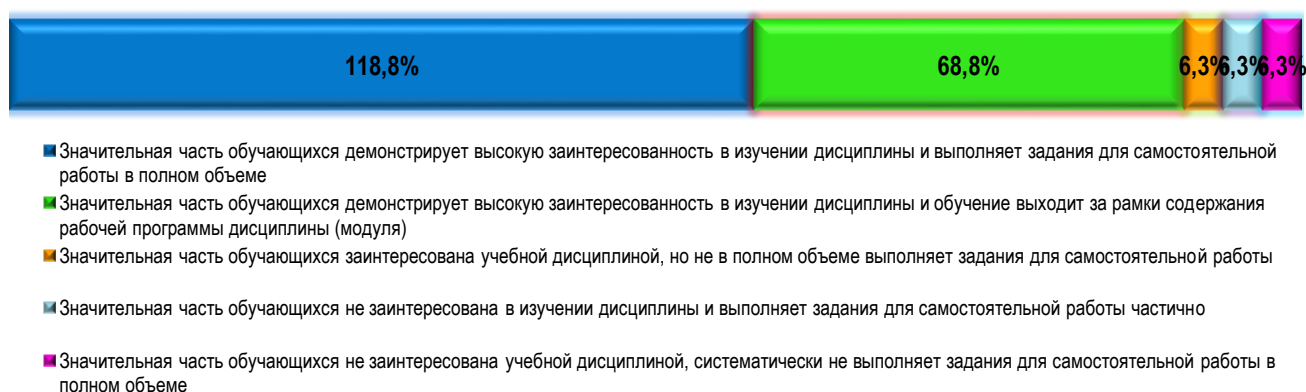 118,8% 68,8% 6,3% 6,3% 6,3%
Значительная часть обучающихся демонстрирует высокую заинтересованность в изучении дисциплины и выполняет задания для самостоятельной
работы в полном объеме
Значительная часть обучающихся демонстрирует высокую заинтересованность в изучении дисциплины и обучение выходит за рамки содержания
рабочей программы дисциплины (модуля)
Значительная часть обучающихся заинтересована учебной дисциплиной, но не в полном объеме выполняет задания для самостоятельной работы
Значительная часть обучающихся не заинтересована в изучении дисциплины и выполняет задания для самостоятельной работы частично
Значительная часть обучающихся не заинтересована учебной дисциплиной, систематически не выполняет задания для самостоятельной работы в
полном объеме